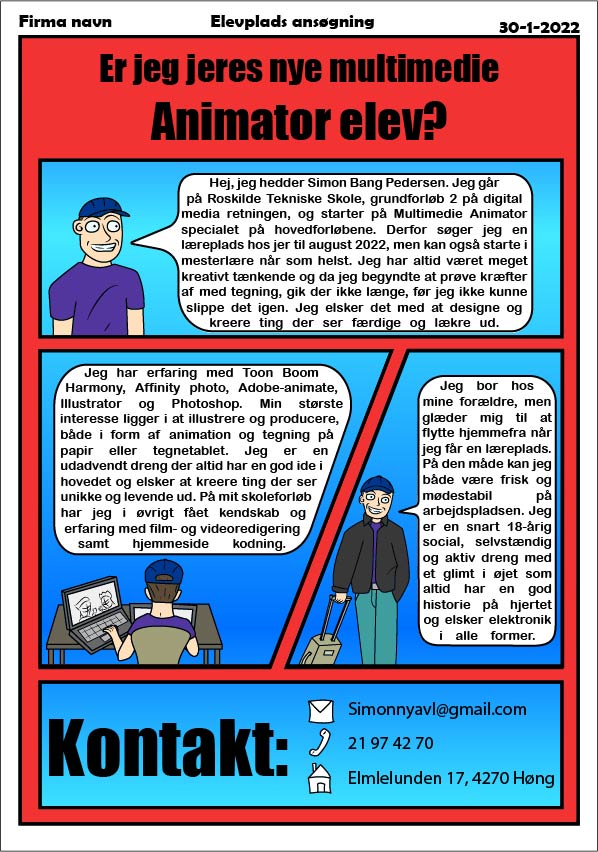 Firma navn
Elevplads ansøgning
30-1-2022
Er jeg jeres nye multimedie
Animator elev?
Hej, jeg hedder Simon Bang Pedersen. Jeg går
på Roskilde Tekniske Skole, grundforløb 2 på digital
media retningen, og starter på Multimedie Animator
specialet på hovedforløbene. Derfor søger jeg en
læreplads hos jer til august 2022, men kan også starte i
mesterlære når som helst. Jeg har altid været meget
kreativt tænkende og da jeg begyndte at prøve kræfter
af med tegning, gik der ikke længe, før jeg ikke kunne
slippe det igen. Jeg elsker det med at designe og
kreere ting der ser færdige og lækre ud.
Jeg har erfaring med Toon Boom
Harmony, Affinity photo, Adobe-animate,
Illustrator og Photoshop. Min største
interesse ligger i at illustrere og producere,
både i form af animation og tegning på
papir eller tegnetablet. Jeg er en
udadvendt dreng der altid har en god ide i
hovedet og elsker at kreere ting der ser
unikke og levende ud. På mit skoleforløb
har jeg i øvrigt fået kendskab og
erfaring med film- og videoredigering
samt hjemmeside kodning.
Jeg bor hos
mine forældre, men
glæder mig til at
flytte hjemmefra når
jeg får en læreplads.
På den måde kan jeg
både være frisk og
mødestabil på
arbejdspladsen. Jeg
er en snart 18-årig
social, selvstændig
og aktiv dreng med
et glimt i øjet som
altid har en god
historie på hjertet
og elsker elektronik
i alle former.
Kontakt:
Simonnyavl@gmail.com
21 97 42 70
Elmlelunden 17, 4270 Høng